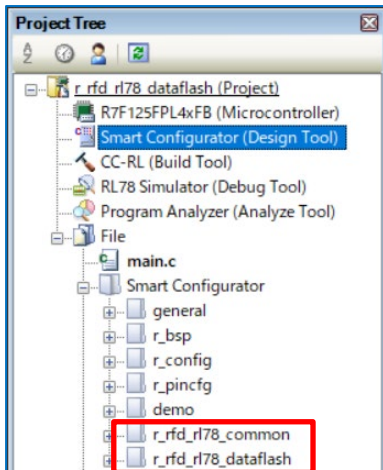 Project Tree
r_rfd_rl78_dataflash (Project)
R7F125FPL4xFB (Microcontroller)
Smart Configurator (Design Tool)
CC-RL (Build Tool)
RL78 Simulator (Debug Tool)
Program Analyzer (Analyze Tool)
File
main.c
Smart Configurator
general
r_bsp
r_config
r_pincfg
demo
r_rfd_rl78_common
r_rfd_rl78_dataflash